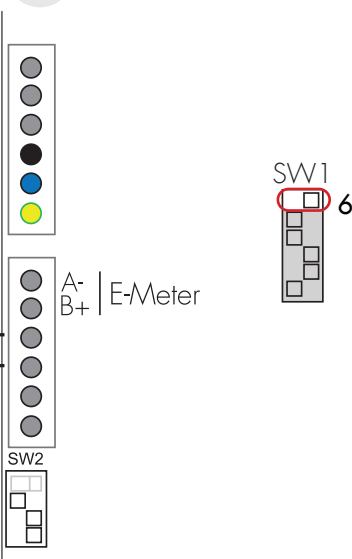 SW1
6
A-
B+
E-Meter
SW2